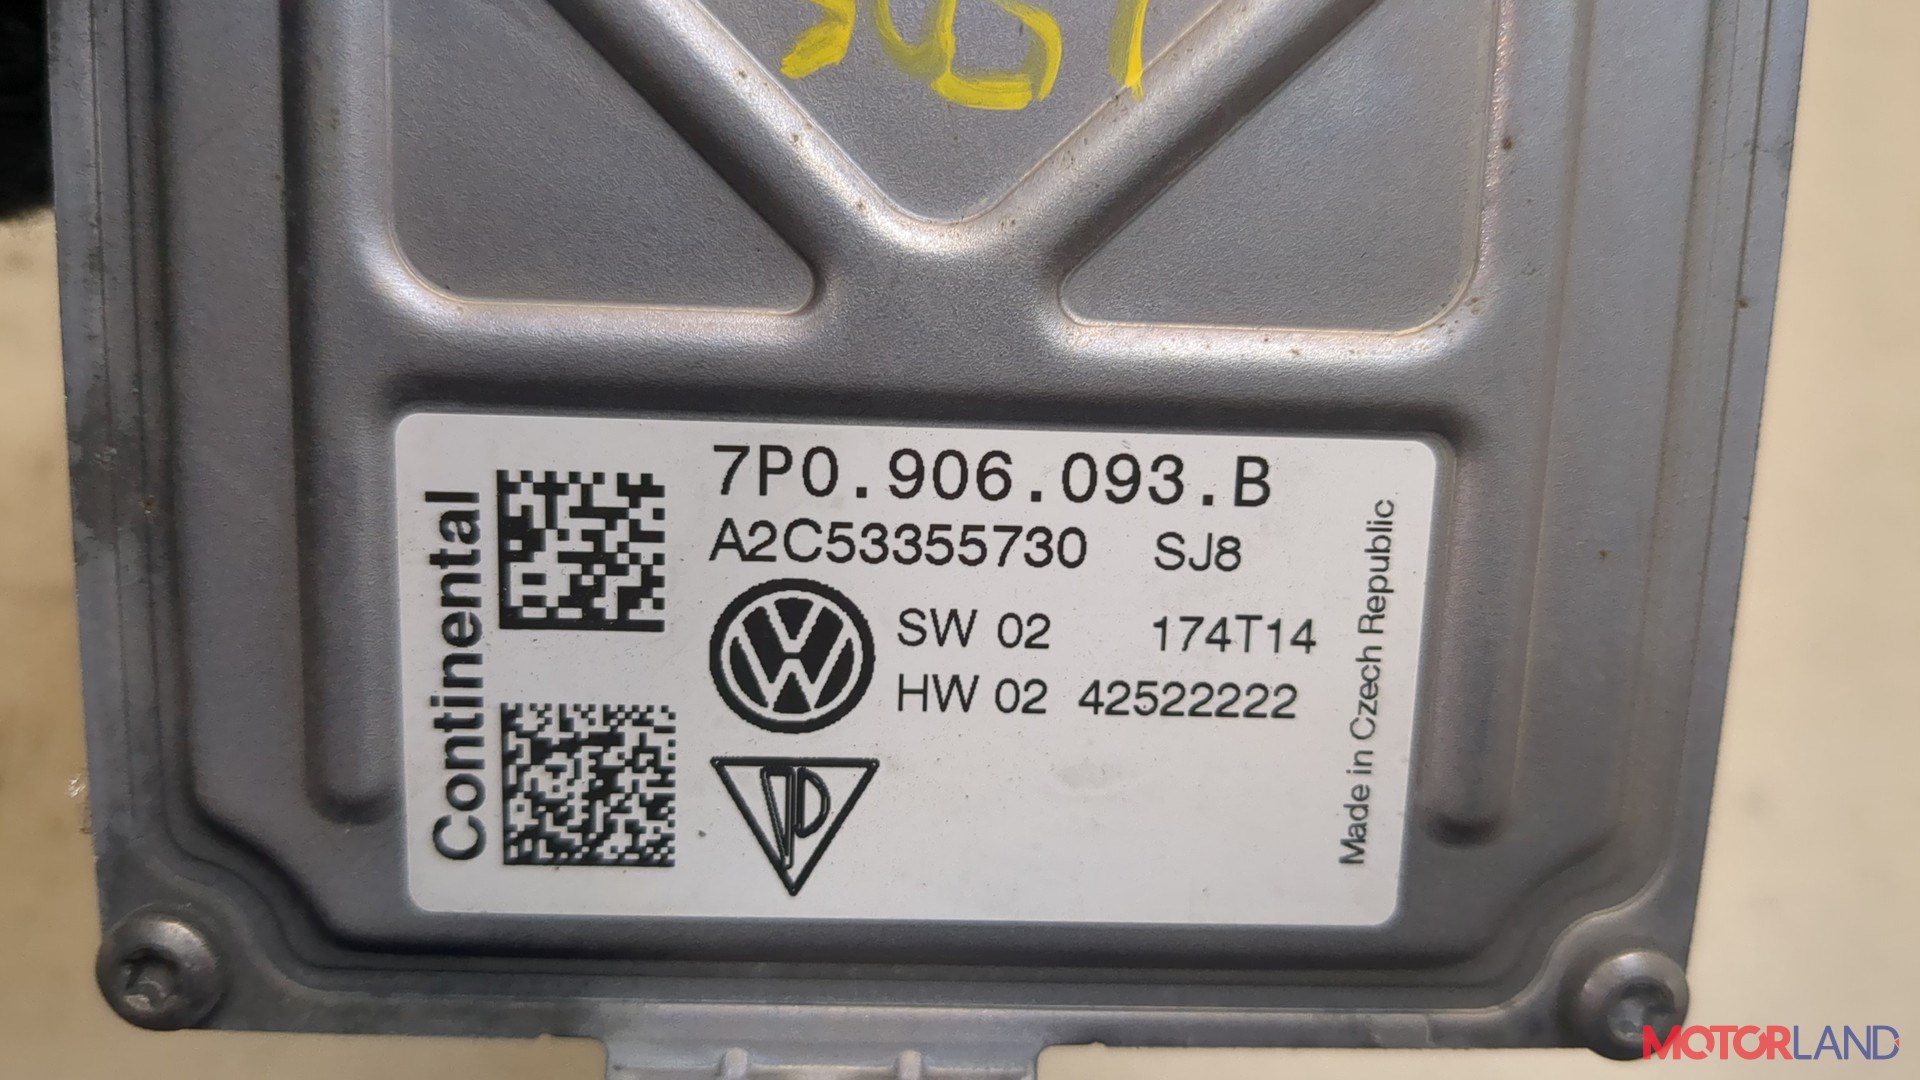 7P0.906.093.B
A2C53355730 SJ8
SW 02 174T14
HW 02 42522222
Continental
Made in Czech Republic
MOTORLAND